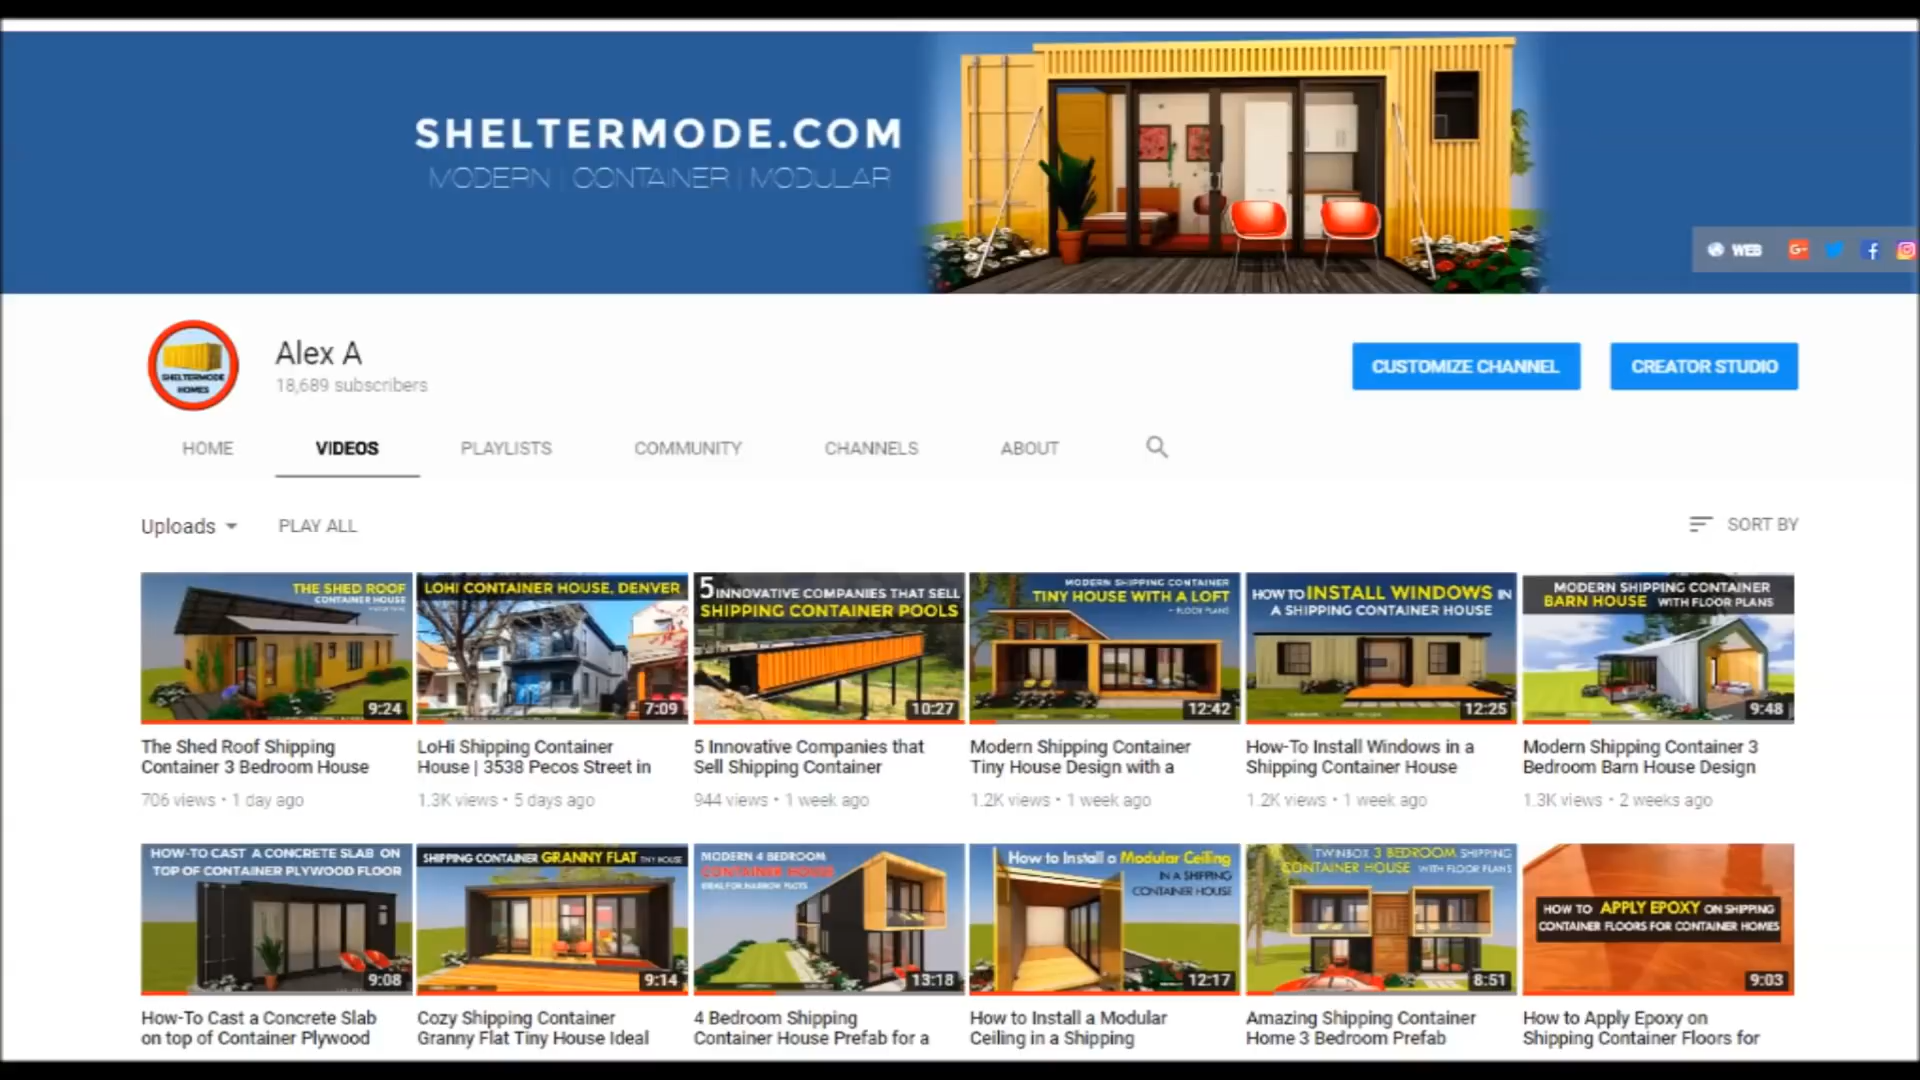 SHELTERMODE.COM
MODERN | CONTAINER | MODULAR
WEB
SHELTERMODE
HOMES
Alex A
18,689 subscribers
CUSTOMIZE CHANNEL
CREATOR STUDIO
HOME VIDEOS PLAYLISTS COMMUNITY CHANNELS ABOUT
Uploads PLAY ALL
SORT BY
THE SHED ROOF
CONTAINER HOUSE
9:24
The Shed Roof Shipping
Container 3 Bedroom House
706 views • 1 day ago
LOHI CONTAINER HOUSE, DENVER
7:09
LoHi Shipping Container
House | 3538 Pecos Street in
1.3K views • 5 days ago
5 INNOVATIVE COMPANIES THAT SELL
SHIPPING CONTAINER POOLS
10:27
5 Innovative Companies that
Sell Shipping Container
944 views • 1 week ago
MODERN SHIPPING CONTAINER
TINY HOUSE WITH A LOFT
+ FLOOR PLANS
12:42
Modern Shipping Container
Tiny House Design with a
1.2K views • 1 week ago
HOW TO INSTALL WINDOWS IN
A SHIPPING CONTAINER HOUSE
12:25
How-To Install Windows in a
Shipping Container House
1.2K views • 1 week ago
MODERN SHIPPING CONTAINER
BARN HOUSE WITH FLOOR PLANS
9:48
Modern Shipping Container 3
Bedroom Barn House Design
1.3K views • 2 weeks ago
HOW-TO CAST A CONCRETE SLAB ON
TOP OF CONTAINER PLYWOOD FLOOR
9:08
How-To Cast a Concrete Slab
on top of Container Plywood
SHIPPING CONTAINER GRANNY FLAT TINY HOUSE
9:14
Cozy Shipping Container
Granny Flat Tiny House Ideal
MODERN 4 BEDROOM
CONTAINER HOUSE
IDEAL FOR NARROW PLOTS
13:18
4 Bedroom Shipping
Container House Prefab for a
How to Install a Modular Ceiling
IN A SHIPPING
CONTAINER HOUSE
12:17
How to Install a Modular
Ceiling in a Shipping
TWINBOX 3 BEDROOM SHIPPING
CONTAINER HOUSE WITH FLOOR PLANS
8:51
Amazing Shipping Container
Home 3 Bedroom Prefab
HOW TO APPLY EPOXY ON SHIPPING
CONTAINER FLOORS FOR CONTAINER HOMES
9:03
How to Apply Epoxy on
Shipping Container Floors for